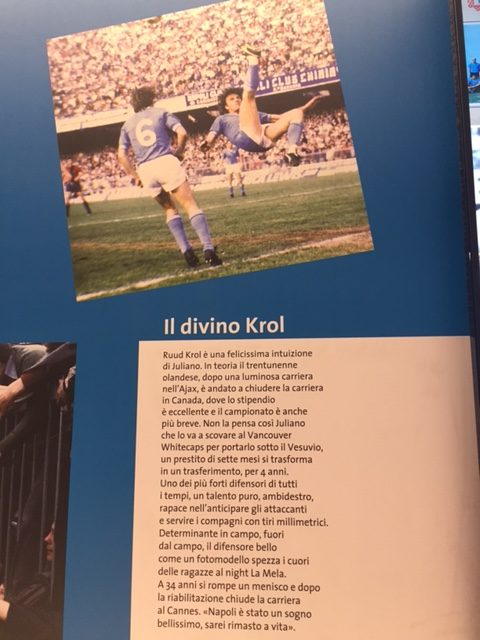 6
LI CLUB CHIMIN
Il divino Krol
Ruud Krol è una felicissima intuizione
di Juliano. In teoria il trentunenne
olandese, dopo una luminosa carriera
nell'Ajax, è andato a chiudere la carriera
in Canada, dove lo stipendio
è eccellente e il campionato è anche
più breve. Non la pensa così Juliano
che lo va a scovare al Vancouver
Whitecaps per portarlo sotto il Vesuvio,
un prestito di sette mesi si trasforma
in un trasferimento, per 4 anni.
Uno dei più forti difensori di tutti
i tempi, un talento puro, ambidestro,
rapace nell'anticipare gli attaccanti
e servire i compagni con tiri millimetrici.
Determinante in campo, fuori
dal campo, il difensore bello
come un fotomodello spezza i cuori
delle ragazze al night La Mela.
A 34 anni si rompe un menisco e dopo
la riabilitazione chiude la carriera
al Cannes. «Napoli è stato un sogno
bellissimo, sarei rimasto a vita».